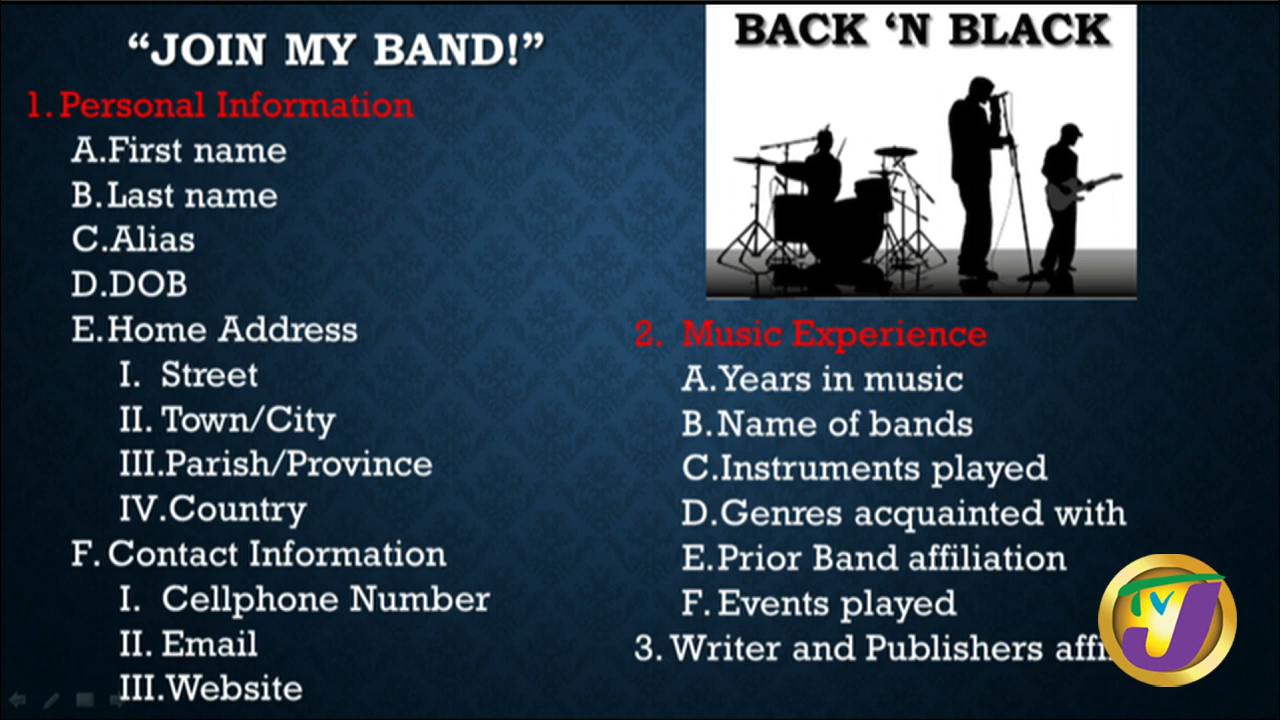 “JOIN MY BAND!”
1. Personal Information
A.First name
B.Last name
C.Alias
D.DOB
E.Home Address
I. Street
II. Town/City
III.Parish/Province
IV.Country
F. Contact Information
I. Cellphone Number
II. Email
III.Website
BACK ‘N BLACK
2. Music Experience
A.Years in music
B.Name of bands
C.Instruments played
D.Genres acquainted with
E.Prior Band affiliation
F. Events played
3. Writer and Publishers
TVJ